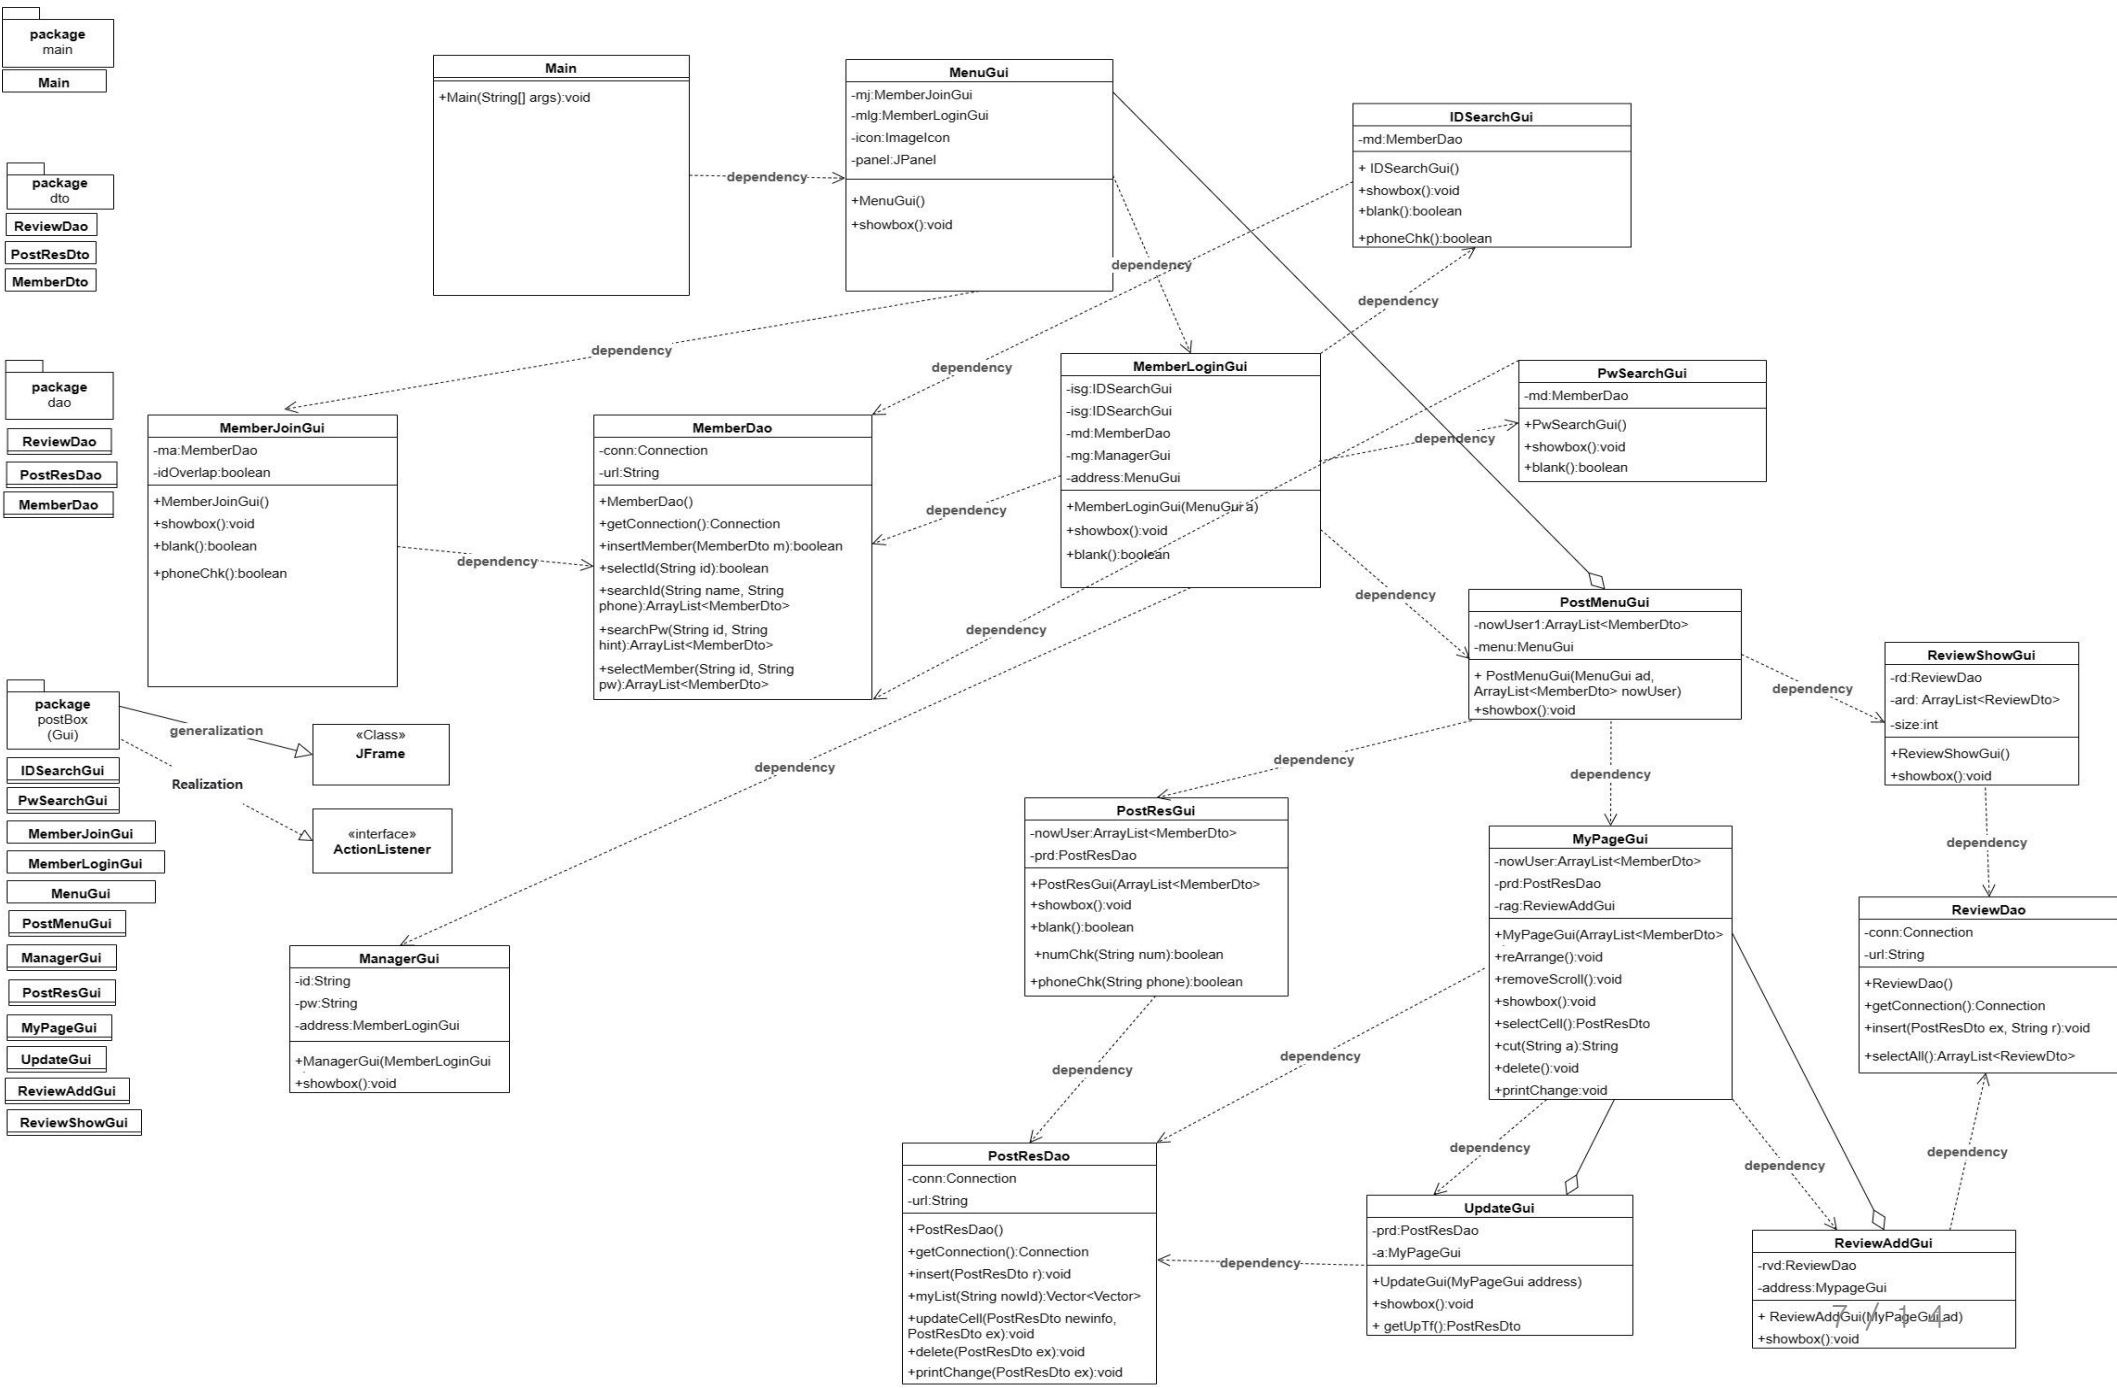 package
main
Main
package
dto
ReviewDao
PostResDto
MemberDto
package
dao
ReviewDao
PostResDao
MemberDao
package
postBox
(Gui)
IDSearchGui
PwSearchGui
MemberJoinGui
MemberLoginGui
MenuGui
PostMenuGui
ManagerGui
PostResGui
MyPageGui
UpdateGui
ReviewAddGui
ReviewShowGui
generalization
Realization
«Class»
JFrame
«interface»
ActionListener
Main
+Main(String[] args):void
dependency
MenuGui
-mj:MemberJoinGui
-mlg:MemberLoginGui
-icon:ImageIcon
-panel:JPanel
+MenuGui()
+showbox():void
dependency
dependency
IDSearchGui
-md:MemberDao
+ IDSearchGui()
+showbox():void
+blank():boolean
+phoneChk():boolean
dependency
dependency
MemberJoinGui
-ma:MemberDao
-idOverlap:boolean
+MemberJoinGui()
+showbox():void
+blank():boolean
+phoneChk():boolean
dependency
MemberDao
-conn:Connection
-url:String
+MemberDao()
+getConnection():Connection
+insertMember(MemberDto m):boolean
+selectId(String id):boolean
+searchId(String name, String
phone):ArrayList<MemberDto>
+searchPw(String id, String
hint):ArrayList<MemberDto>
+selectMember(String id, String
pw):ArrayList<MemberDto>
dependency
MemberLoginGui
-isg:IDSearchGui
-isg:IDSearchGui
-md:MemberDao
-mg:ManagerGui
-address:MenuGui
+MemberLoginGui(MenuGui a)
+showbox():void
+blank():boolean
dependency
PwSearchGui
-md:MemberDao
+PwSearchGui()
+showbox():void
+blank():boolean
dependency
dependency
dependency
PostMenuGui
-nowUser1:ArrayList<MemberDto>
-menu:MenuGui
+ PostMenuGui(MenuGui ad,
ArrayList<MemberDto> nowUser)
+showbox():void
dependency
dependency
dependency
ReviewShowGui
-rd:ReviewDao
-ard: ArrayList<ReviewDto>
-size:int
+ReviewShowGui()
+showbox():void
dependency
ManagerGui
-id:String
-pw:String
-address:MemberLoginGui
+ManagerGui(MemberLoginGui
+showbox():void
PostResGui
-nowUser:ArrayList<MemberDto>
-prd:PostResDao
+PostResGui(ArrayList<MemberDto>
+showbox():void
+blank():boolean
+numChk(String num):boolean
+phoneChk(String phone):boolean
dependency
MyPageGui
-nowUser:ArrayList<MemberDto>
-prd:PostResDao
-rag:ReviewAddGui
+MyPageGui(ArrayList<MemberDto>
+reArrange():void
+removeScroll():void
+showbox():void
+selectCell():PostResDto
+cut(String a):String
+delete():void
+printChange:void
dependency
dependency
dependency
ReviewDao
-conn:Connection
-url:String
+ReviewDao()
+getConnection():Connection
+insert(PostResDto ex, String r):void
+selectAll():ArrayList<ReviewDto>
dependency
PostResDao
-conn:Connection
-url:String
+PostResDao()
+getConnection():Connection
+insert(PostResDto r):void
+myList(String nowId):Vector<Vector>
+updateCell(PostResDto newinfo,
PostResDto ex):void
+delete(PostResDto ex):void
+printChange(PostResDto ex):void
dependency
UpdateGui
-prd:PostResDao
-a:MyPageGui
+UpdateGui(MyPageGui address)
+showbox():void
+ getUpTf():PostResDto
ReviewAddGui
-rvd:ReviewDao
-address:MypageGui
+ ReviewAddGui(MyPageGui ad)
+showbox():void
7 / 14